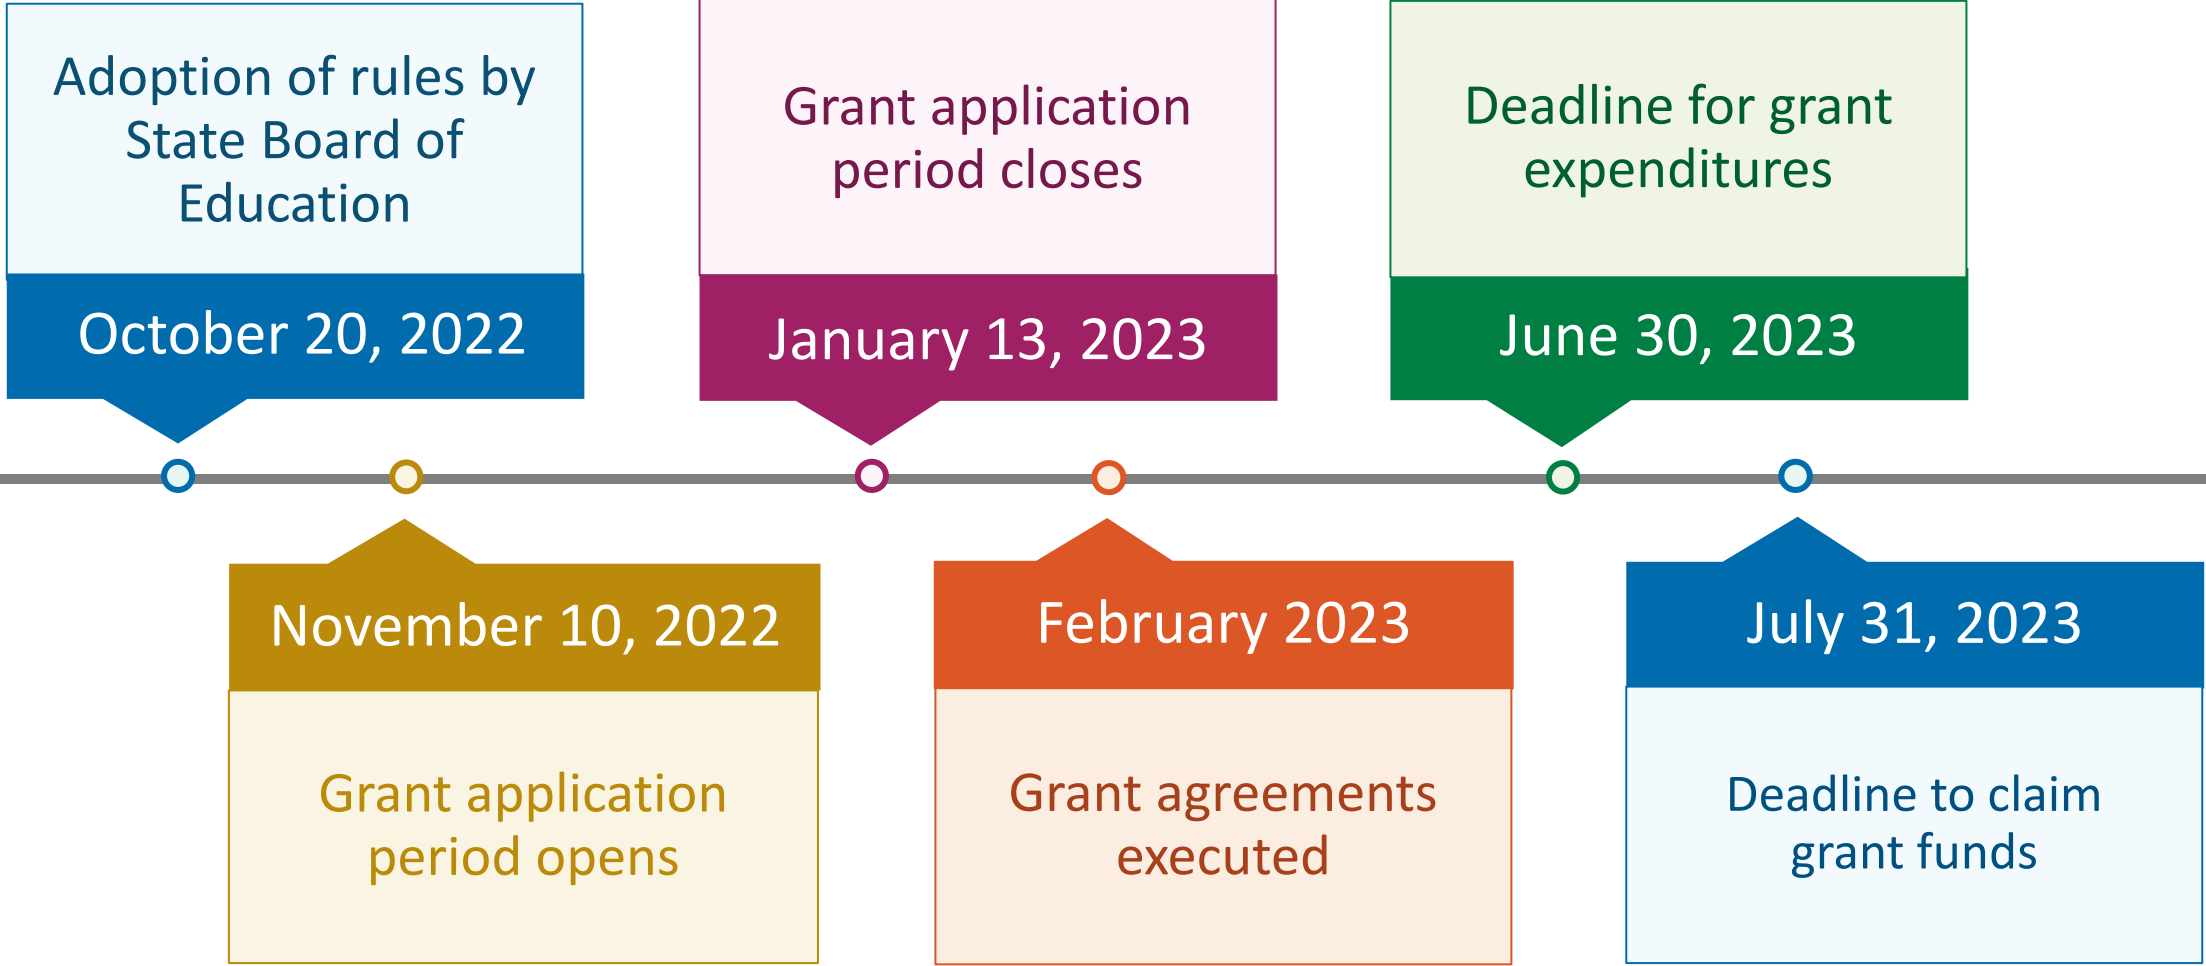 Adoption of rules by
State Board of
Education
October 20, 2022
November 10, 2022
Grant application
period opens
Grant application
period closes
January 13, 2023
February 2023
Grant agreements
executed
Deadline for grant
expenditures
June 30, 2023
July 31, 2023
Deadline to claim
grant funds